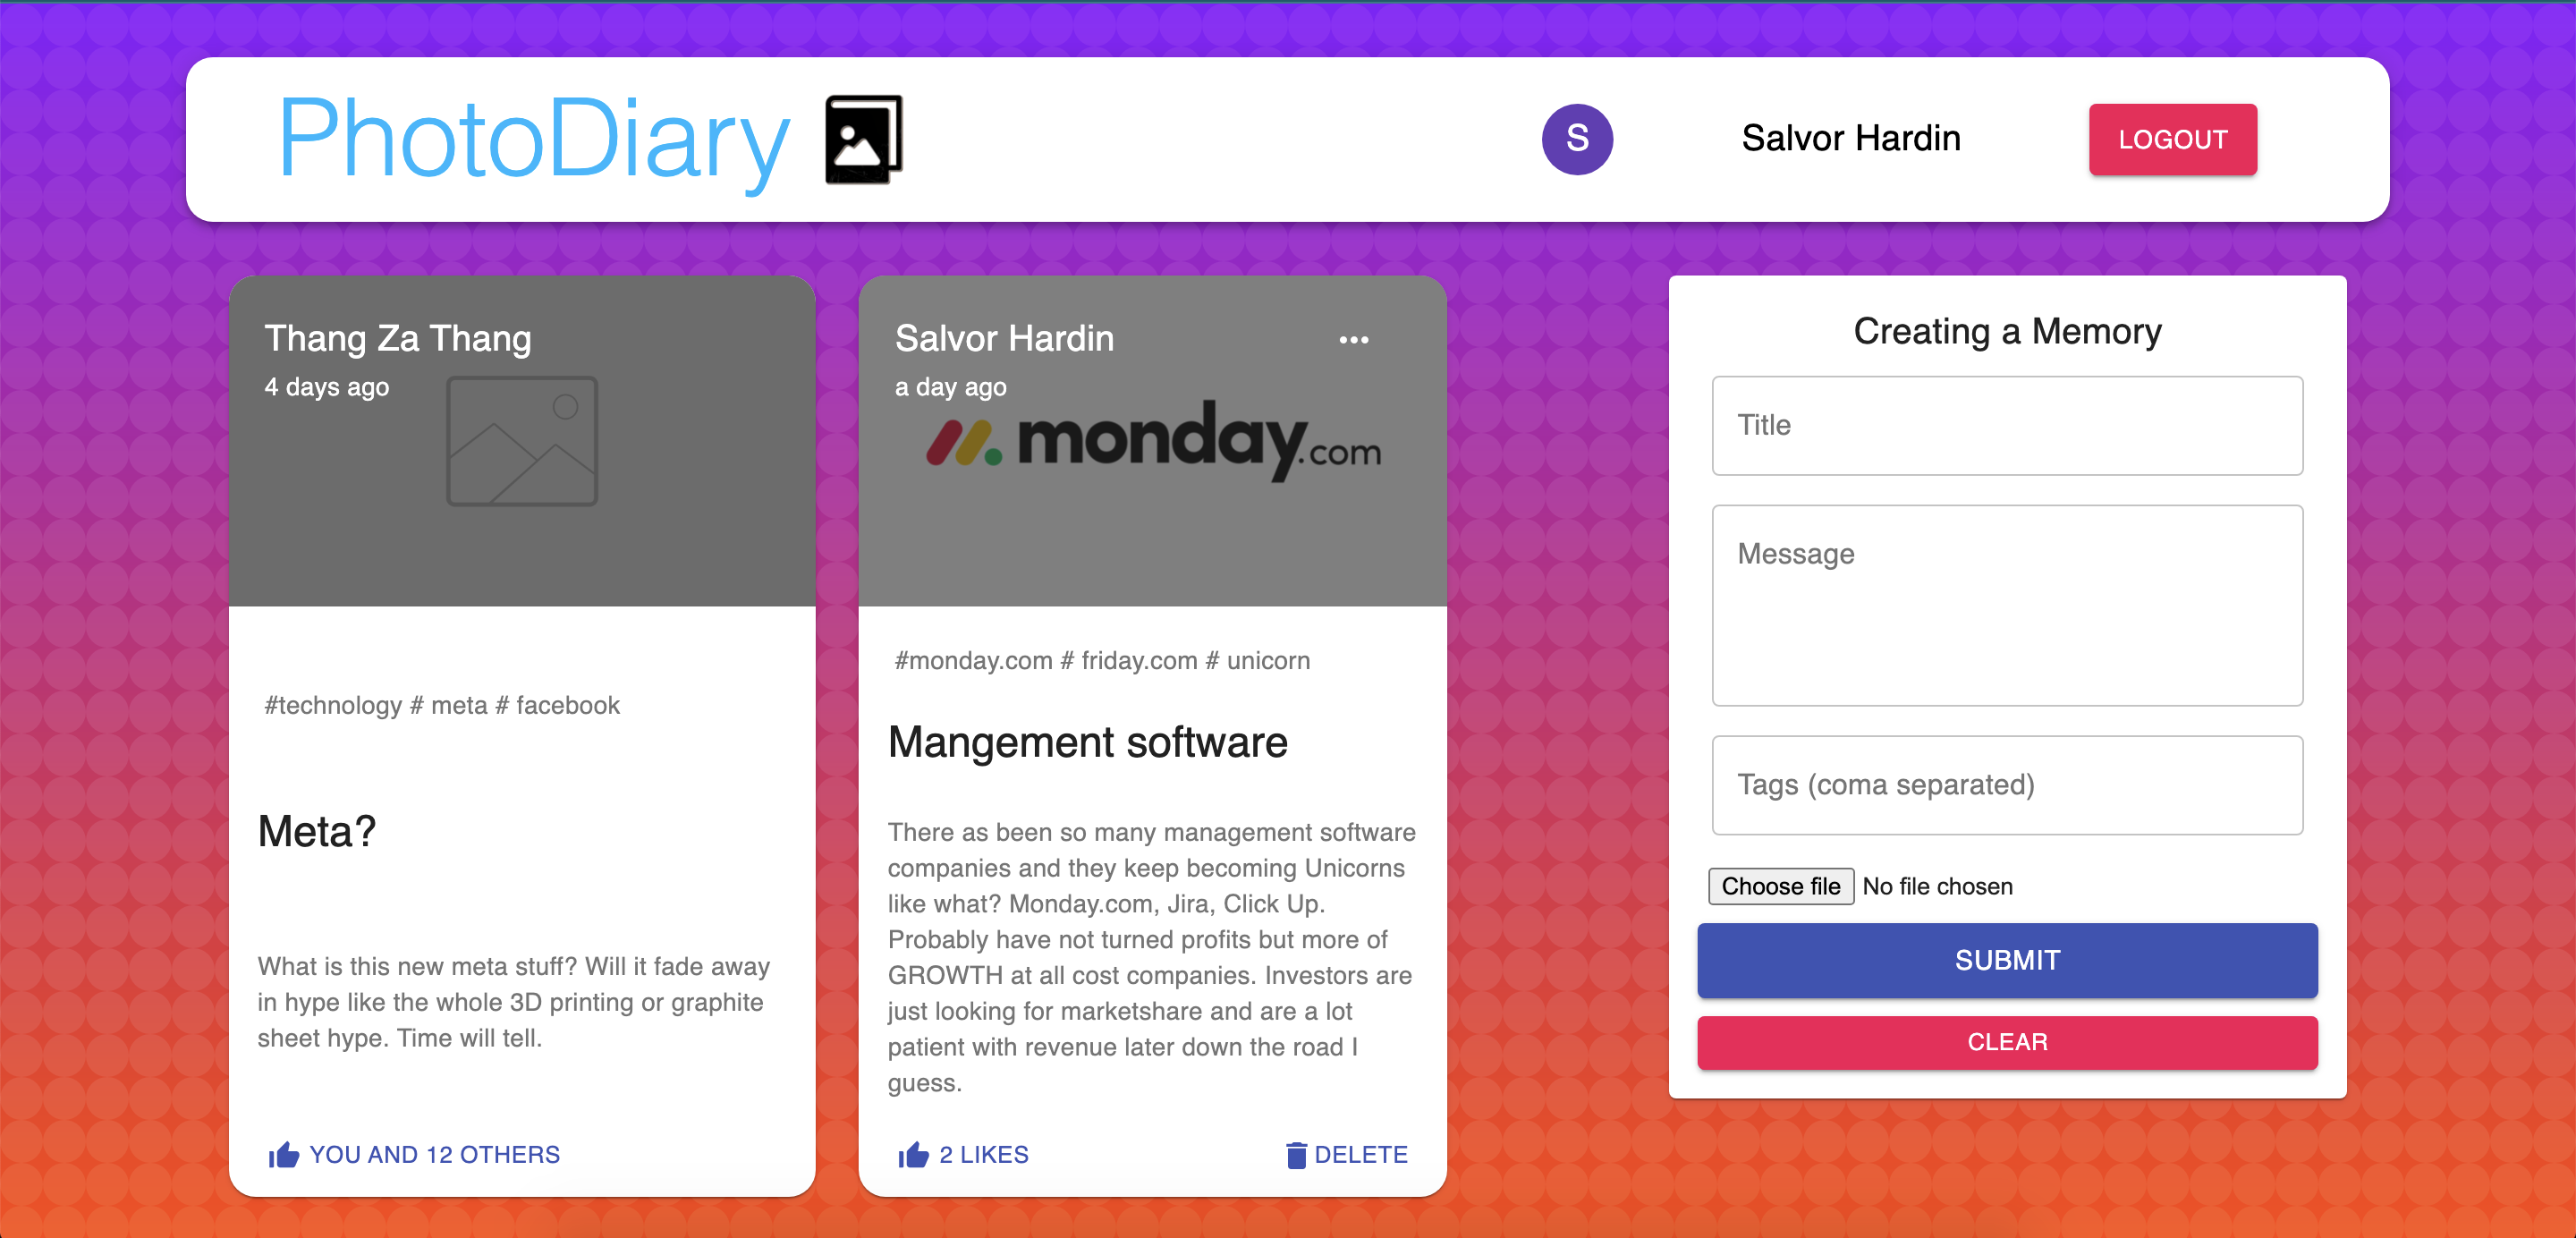 PhotoDiary
S
Salvor Hardin
LOGOUT
Thang Za Thang
4 days ago
#technology # meta # facebook
Meta?
What is this new meta stuff? Will it fade away
in hype like the whole 3D printing or graphite
sheet hype. Time will tell.
YOU AND 12 OTHERS
Salvor Hardin
a day ago
monday.com
#monday.com # friday.com # unicorn
Mangement software
There as been so many management software
companies and they keep becoming Unicorns
like what? Monday.com, Jira, Click Up.
Probably have not turned profits but more of
GROWTH at all cost companies. Investors are
just looking for marketshare and are a lot
patient with revenue later down the road I
guess.
2 LIKES
DELETE
Creating a Memory
Title
Message
Tags (coma separated)
Choose file No file chosen
SUBMIT
CLEAR